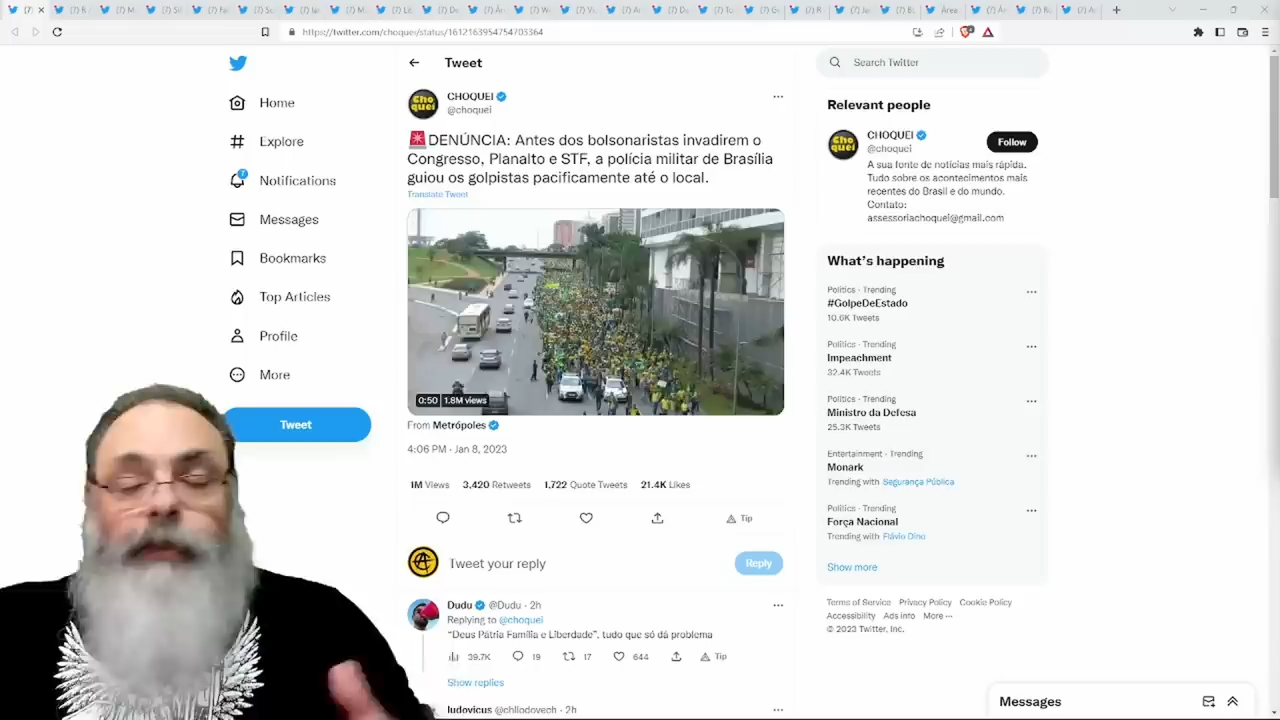 https://twitter.com/choquei/status/1612163954754703364
Home
Explore
7
Notifications
Messages
Bookmarks
Top Articles
Profile
More
Tweet
Tweet
CHOQUEI
@choquei
🚨DENÚNCIA: Antes dos bolsonaristas invadirem o
Congresso, Planalto e STF, a polícia militar de Brasília
guiou os golpistas pacificamente até o local.
Translate Tweet
0:50 1.8M views
From Metrópoles
4:06 PM · Jan 8, 2023
1M Views 3,420 Retweets 1,722 Quote Tweets 21.4K Likes
Tip
Tweet your reply
Reply
Dudu @Dudu · 2h
Replying to @choquei
“Deus Pátria Família e Liberdade”, tudo que só dá problema
39.7K 19 17 644 Tip
Show replies
ludovicus @chllodovech · 2h
Search Twitter
Relevant people
CHOQUEI
@choquei
Follow
A sua fonte de notícias mais rápida.
Tudo sobre os acontecimentos mais
recentes do Brasil e do mundo.
Contato:
assessoriachoquei@gmail.com
What’s happening
Politics · Trending
#GolpeDeEstado
10.6K Tweets
Politics · Trending
Impeachment
32.4K Tweets
Politics · Trending
Ministro da Defesa
25.3K Tweets
Entertainment · Trending
Monark
Trending with Segurança Pública
Politics · Trending
Força Nacional
Trending with Flávio Dino
Show more
Terms of Service Privacy Policy Cookie Policy
Accessibility Ads info More ···
© 2023 Twitter, Inc.
Messages